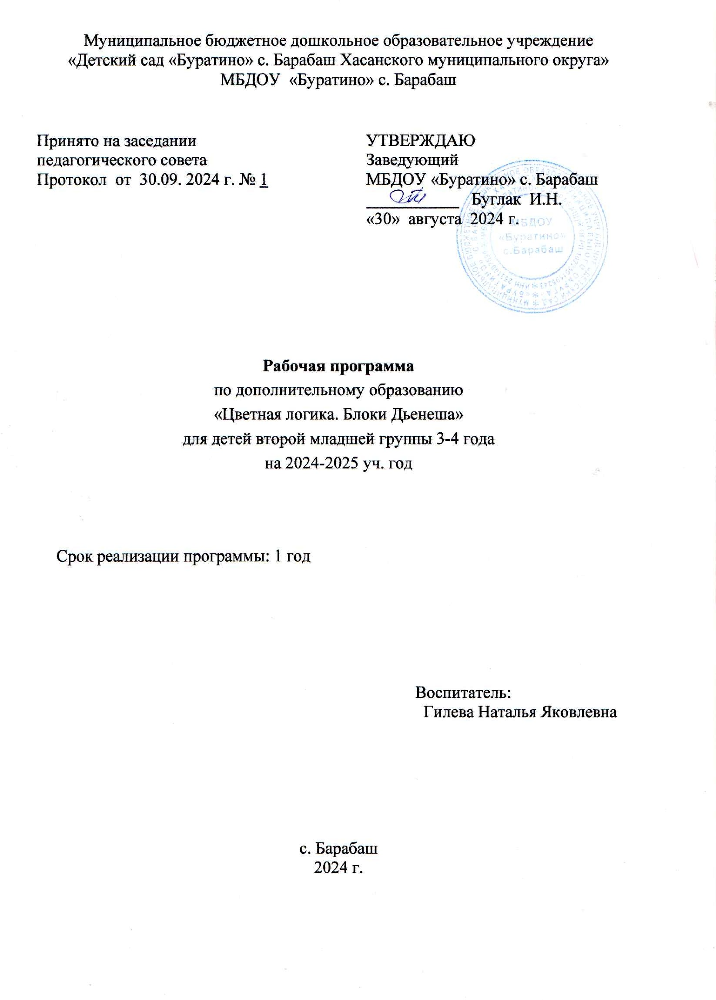 Муниципальное бюджетное дошкольное образовательное учреждение
«Детский сад «Буратино» с. Барабаш Хасанского муниципального округа»
МБДОУ «Буратино» с. Барабаш
Принято на заседании
педагогического совета
Протокол от 30.09. 2024 г. № 1
УТВЕРЖДАЮ
Заведующий
МБДОУ «Буратино» с. Барабаш
Буглак И.Н.
«30» августа 2024 г.
МБДОУ
«Буратино»
с.Барабаш
Рабочая программа
по дополнительному образованию
«Цветная логика. Блоки Дьенеша»
для детей второй младшей группы 3-4 года
на 2024-2025 уч. год
Срок реализации программы: 1 год
Воспитатель:
Гилева Наталья Яковлевна
с. Барабаш
2024 г.